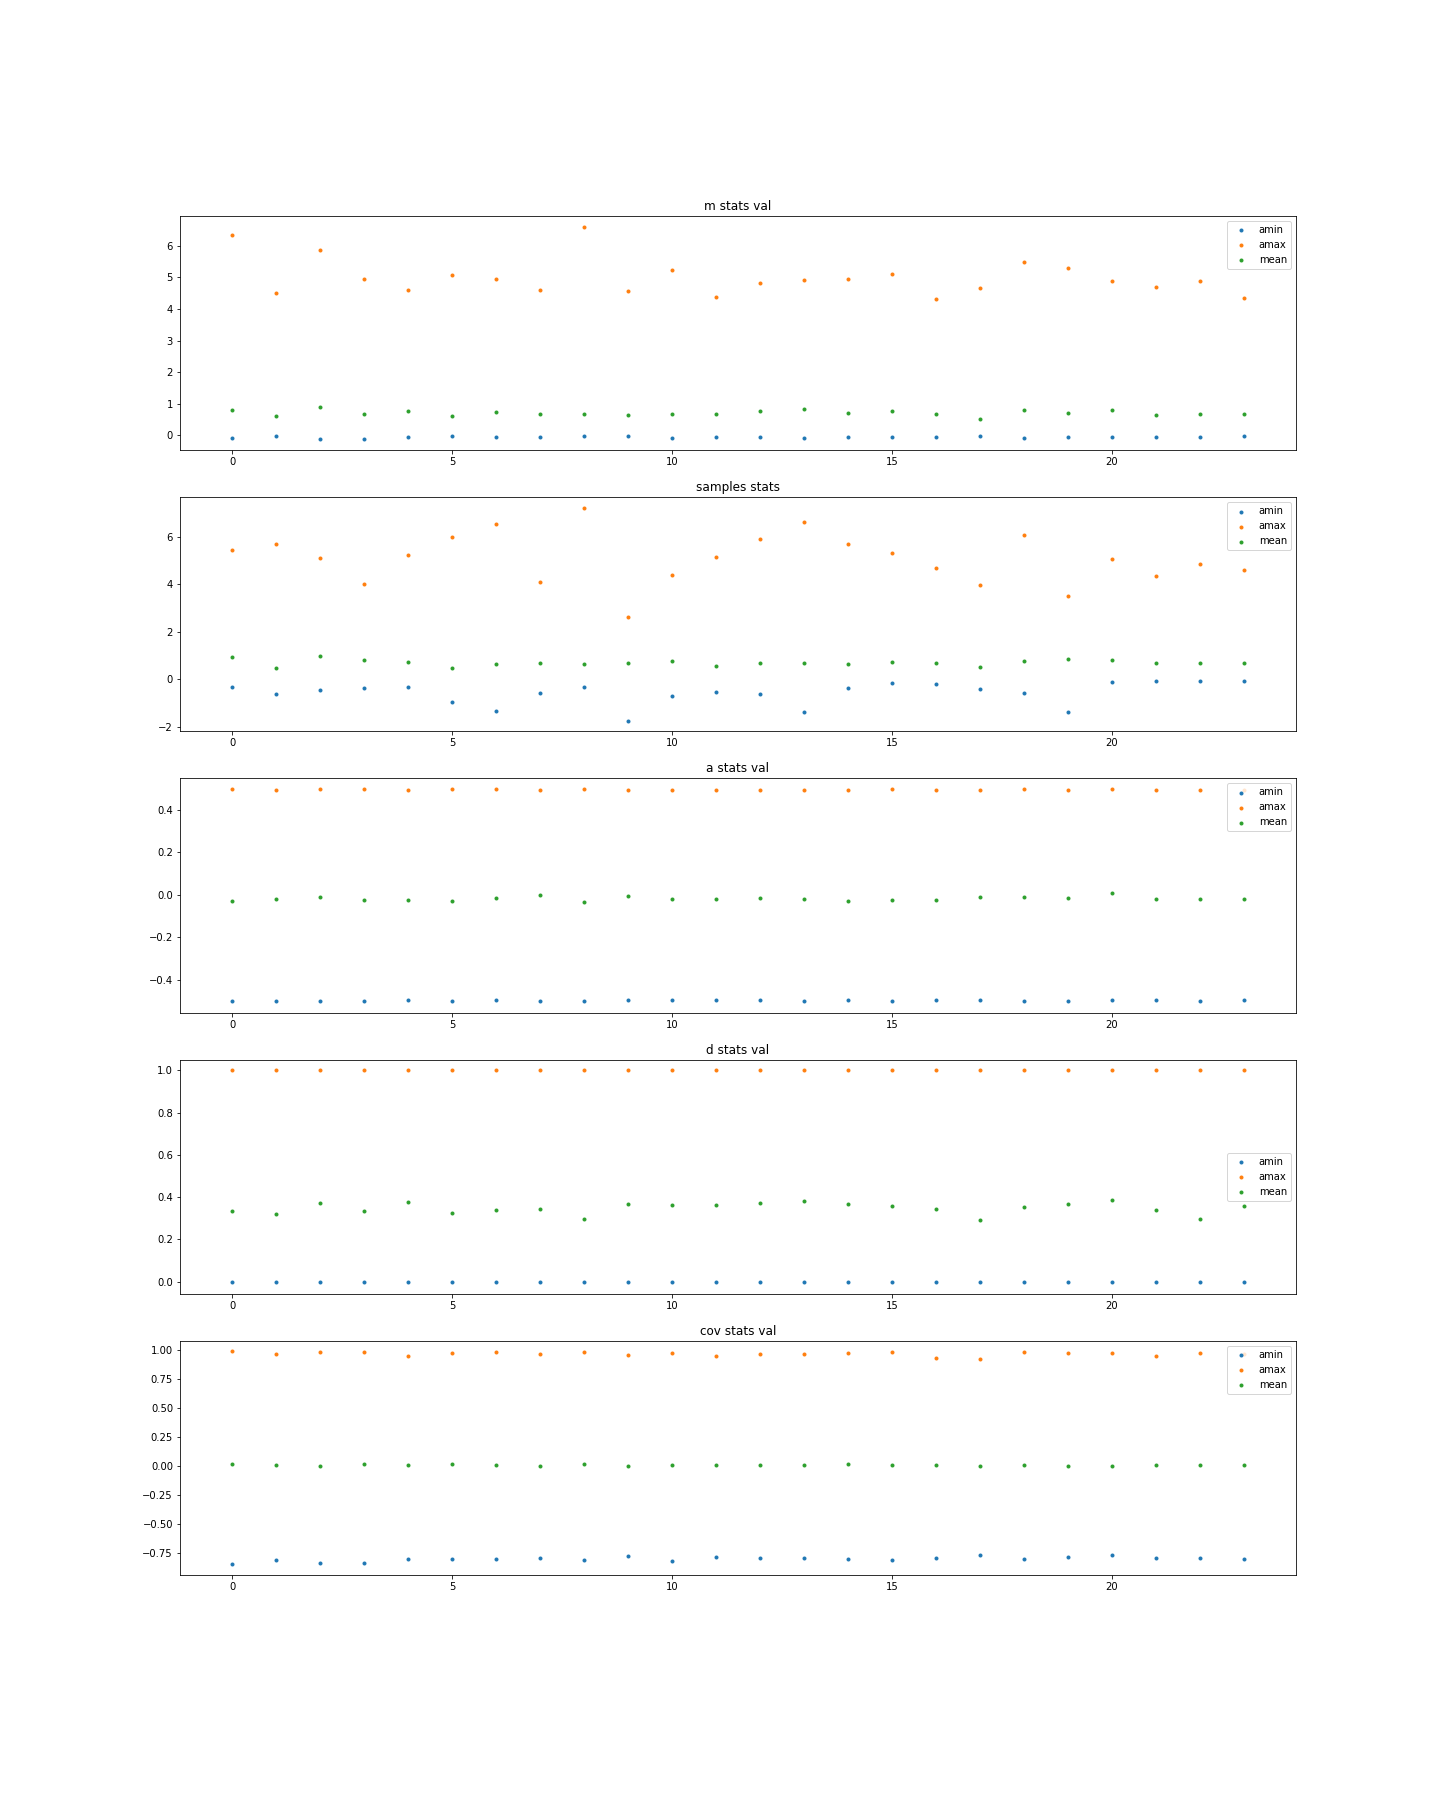 m stats val
6
5
4
3
2
1
0
amin
amax
mean
0 5 10 15 20
samples stats
6
4
2
0
−2
amin
amax
mean
0 5 10 15 20
a stats val
0.4
0.2
0.0
−0.2
−0.4
amin
amax
mean
0 5 10 15 20
d stats val
1.0
0.8
0.6
0.4
0.2
0.0
amin
amax
mean
0 5 10 15 20
cov stats val
1.00
0.75
0.50
0.25
0.00
−0.25
−0.50
−0.75
amin
amax
mean
0 5 10 15 20